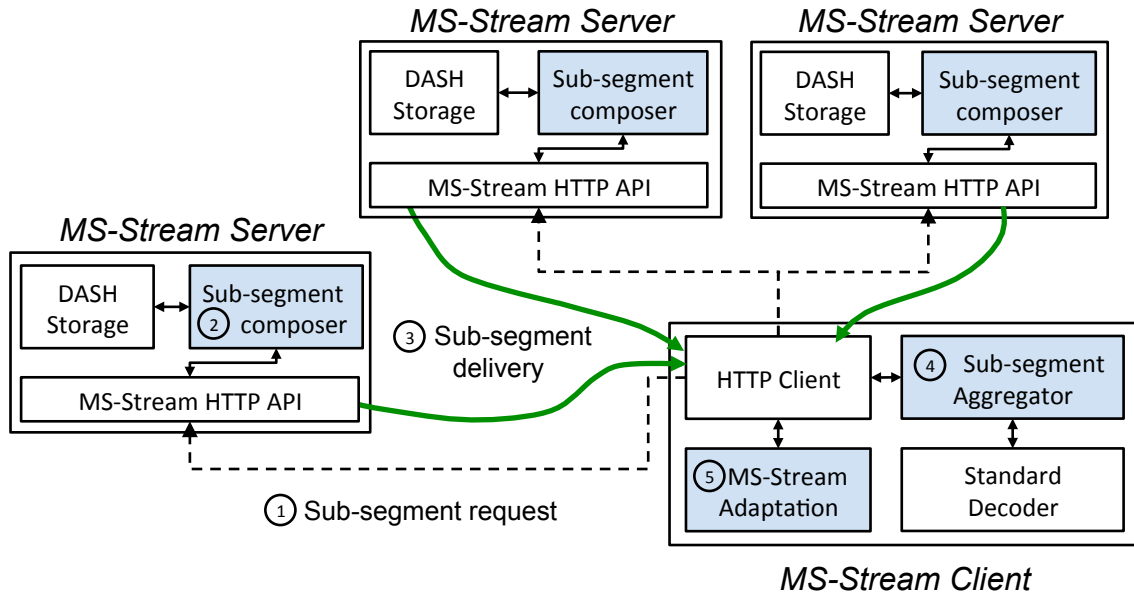 MS-Stream Server
DASH
Storage
Sub-segment
composer
MS-Stream HTTP API
MS-Stream Server
DASH
Storage
Sub-segment
composer
MS-Stream HTTP API
MS-Stream Server
DASH
Storage
Sub-segment
2 composer
MS-Stream HTTP API
3 Sub-segment
delivery
1 Sub-segment request
HTTP Client
4 Sub-segment
Aggregator
5 MS-Stream
Adaptation
Standard
Decoder
MS-Stream Client